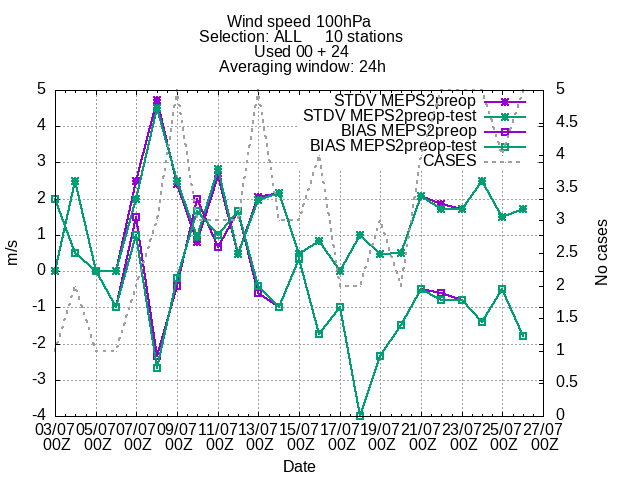 Wind speed 100hPa
Selection: ALL 10 stations
Used 00 + 24
Averaging window: 24h
STDV MEPS2preop
STDV MEPS2preop-test
BIAS MEPS2preop
BIAS MEPS2preop-test
CASES
5
4
3
2
1
0
-1
-2
-3
-4
m/s
5
4.5
4
3.5
3
2.5
2
1.5
1
0.5
0
No cases
03/07 05/07 07/07 09/07 11/07 13/07 15/07 17/07 19/07 21/07 23/07 25/07 27/07
00Z 00Z 00Z 00Z 00Z 00Z 00Z 00Z 00Z 00Z 00Z 00Z 00Z
Date